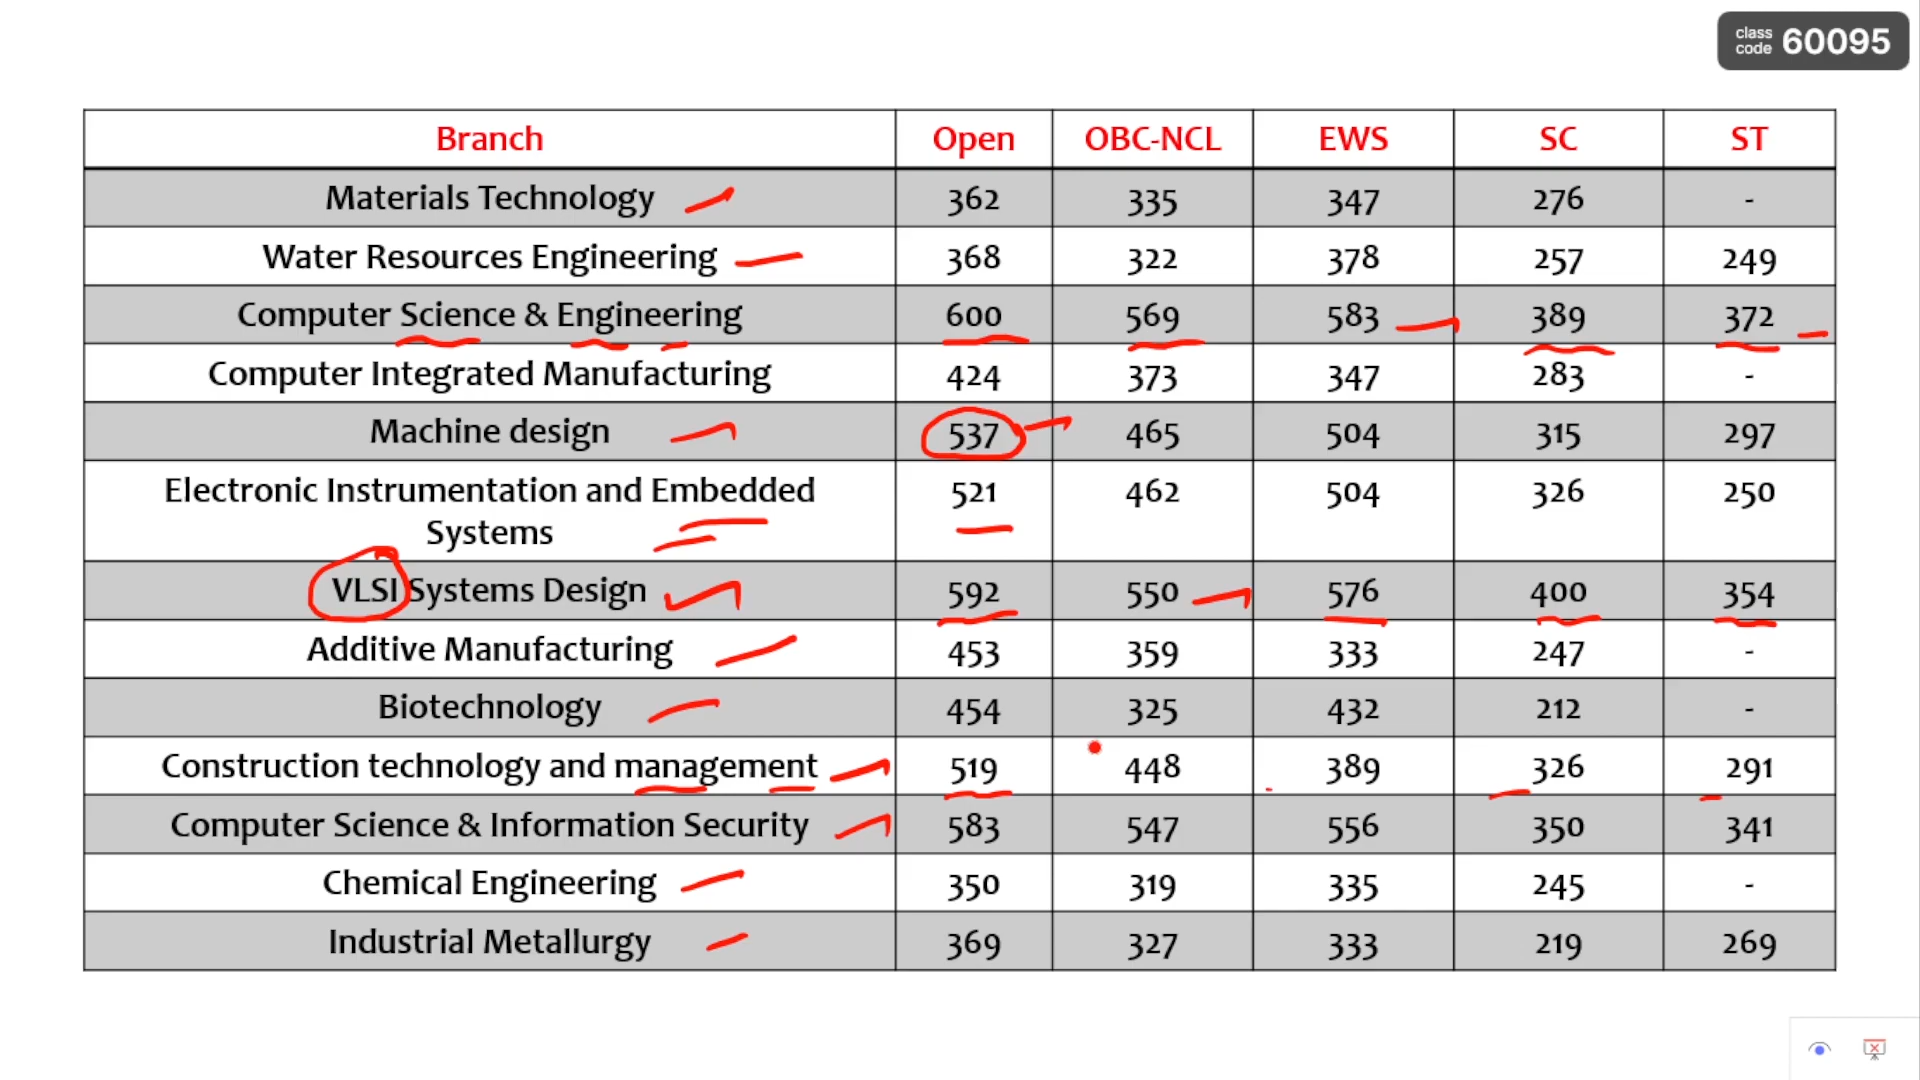 class code 60095
Branch Open OBC-NCL EWS SC ST
Materials Technology 362 335 347 276 -
Water Resources Engineering 368 322 378 257 249
Computer Science & Engineering 600 569 583 389 372
Computer Integrated Manufacturing 424 373 347 283 -
Machine design 537 465 504 315 297
Electronic Instrumentation and Embedded 521 462 504 326 250
Systems
VLSI Systems Design 592 550 576 400 354
Additive Manufacturing 453 359 333 247 -
Biotechnology 454 325 432 212 -
Construction technology and management 519 448 389 326 291
Computer Science & Information Security 583 547 556 350 341
Chemical Engineering 350 319 335 245 -
Industrial Metallurgy 369 327 333 219 269